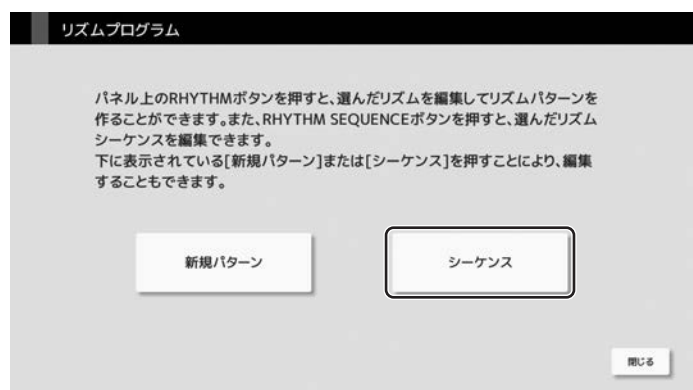 リズムプログラム
パネル上のRHYTHMボタンを押すと、選んだリズムを編集してリズムパターンを
作ることができます。また、RHYTHM SEQUENCEボタンを押すと、選んだリズム
シーケンスを編集できます。
下に表示されている[新規パターン]または[シーケンス]を押すことにより、編集
することもできます。
新規パターン
シーケンス
閉じる